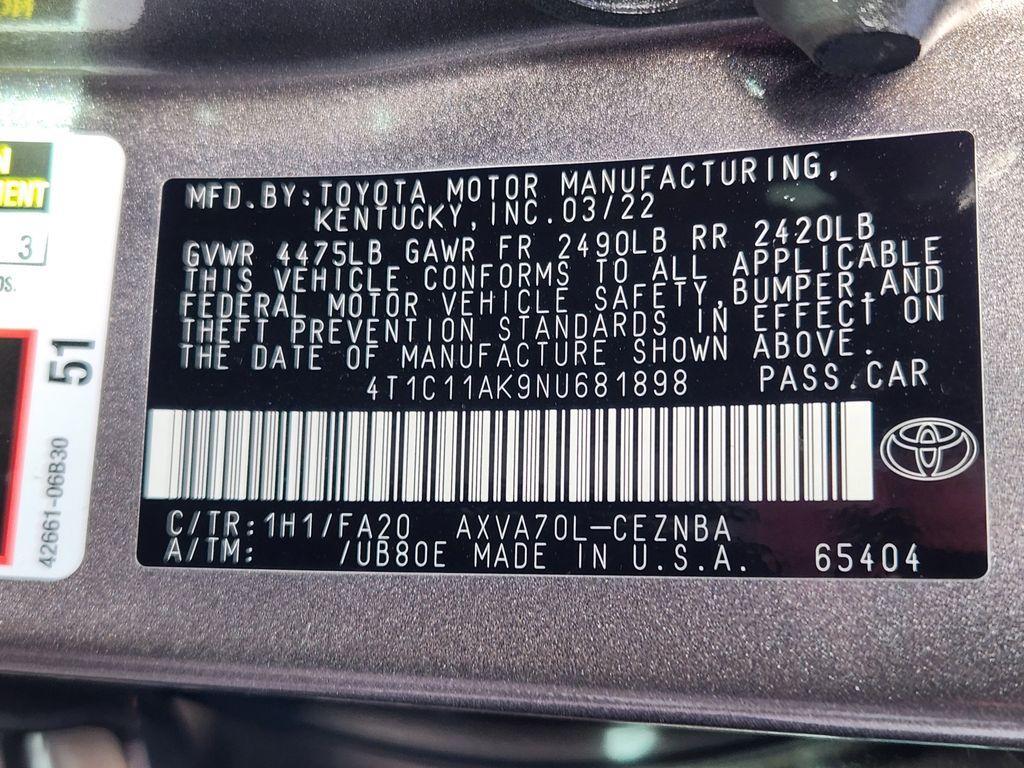 MFD.BY:TOYOTA MOTOR MANUFACTURING,
KENTUCKY,INC.03/22
GVWR 4475LB GAWR FR 2490LB RR 2420LB
THIS VEHICLE CONFORMS TO ALL APPLICABLE
FEDERAL MOTOR VEHICLE SAFETY,BUMPER,AND
THEFT PREVENTION STANDARDS IN EFFECT ON
THE DATE OF MANUFACTURE SHOWN ABOVE.
4T1C11AK9NU681898 PASS.CAR
C/TR:1H1/FA20 AXVA70L-CEZNBA
A/TM: /UB80E MADE IN U.S.A. 65404
3
51
42661-06B30